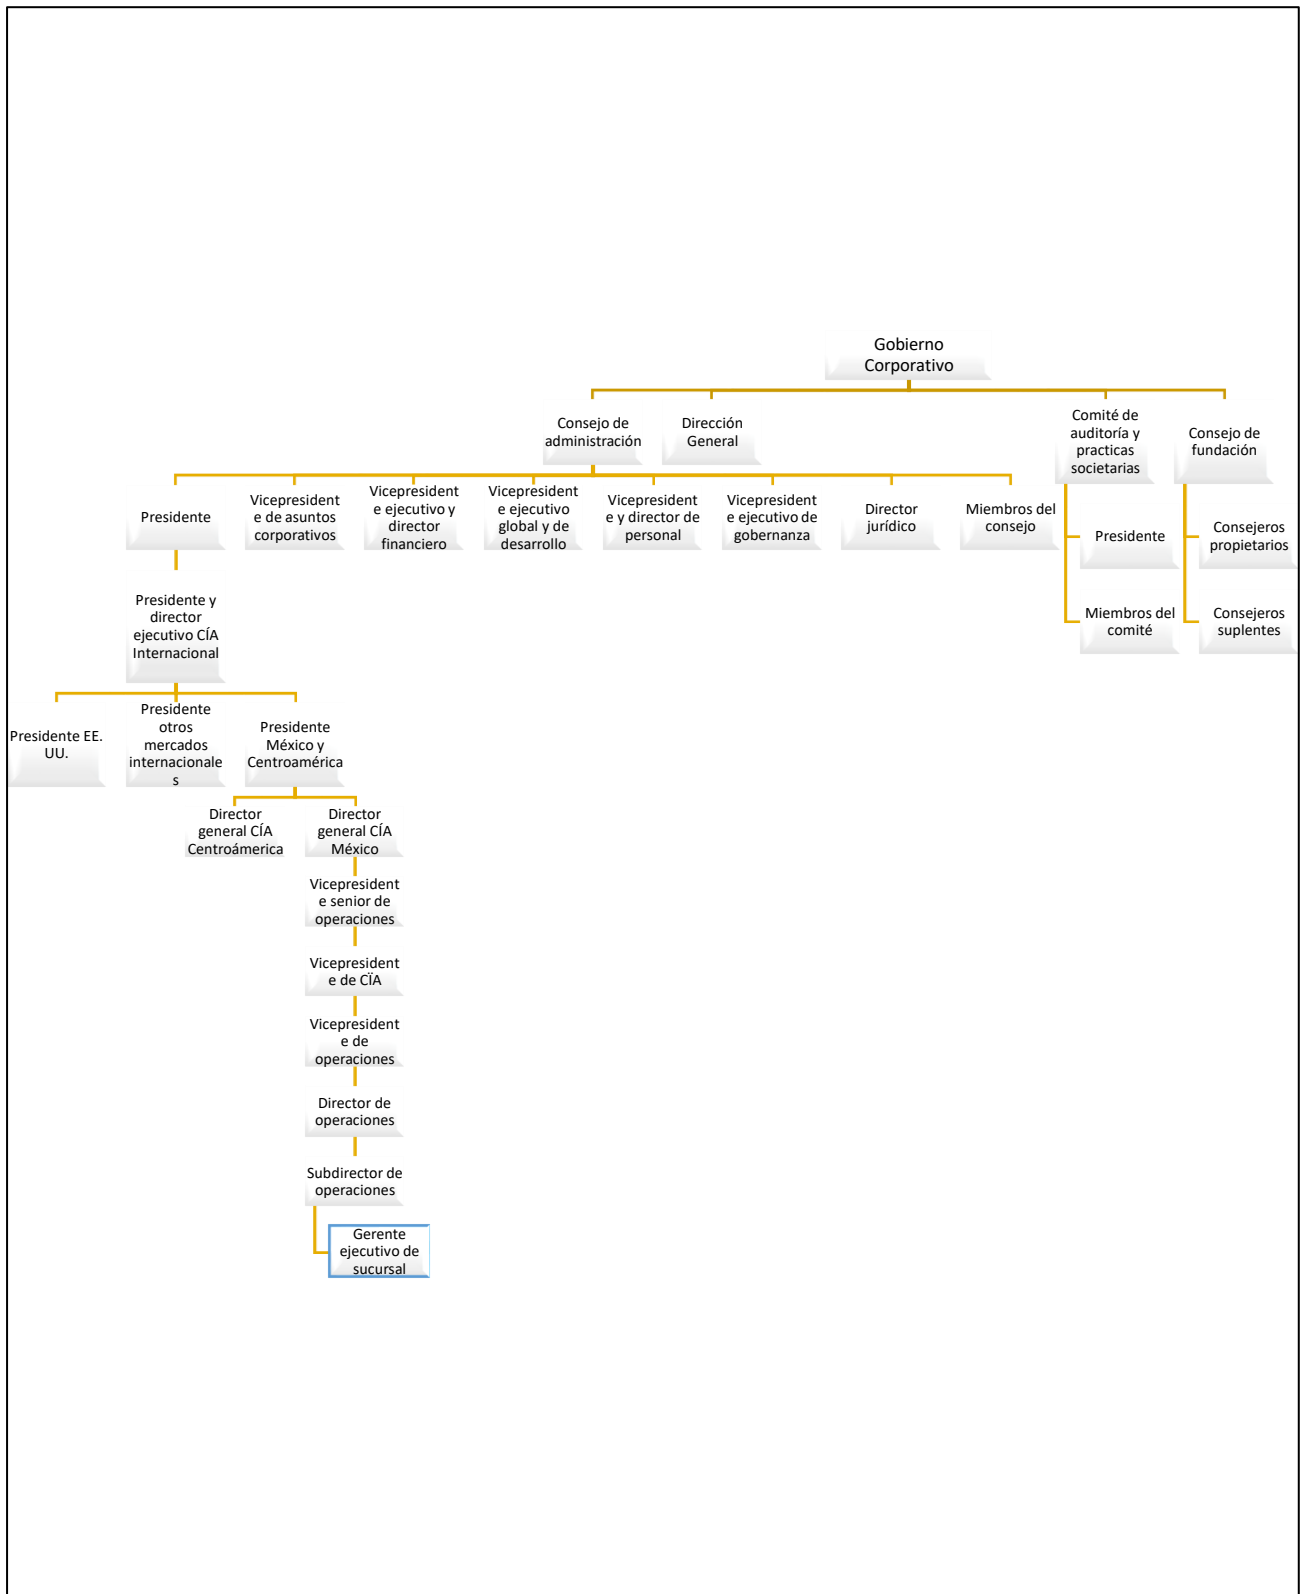 Gobierno
Corporativo
Consejo de
administración
Dirección
General
Comité de
auditoría y
practicas
societarias
Consejo de
fundación
Presidente
Vicepresident
e de asuntos
corporativos
Vicepresident
e ejecutivo y
director
financiero
Vicepresident
e ejecutivo
global y de
desarrollo
Vicepresident
e y director de
personal
Vicepresident
e ejecutivo de
gobernanza
Director
jurídico
Miembros del
consejo
Presidente
Consejeros
propietarios
Miembros del
comité
Consejeros
suplentes
Presidente y
director
ejecutivo CÍA
Internacional
Presidente EE.
UU.
Presidente
otros
mercados
internacionale
s
Presidente
México y
Centroamérica
Director
general CÍA
Centroámerica
Director
general CÍA
México
Vicepresident
e senior de
operaciones
Vicepresident
e de CÏA
Vicepresident
e de
operaciones
Director de
operaciones
Subdirector de
operaciones
Gerente
ejecutivo de
sucursal